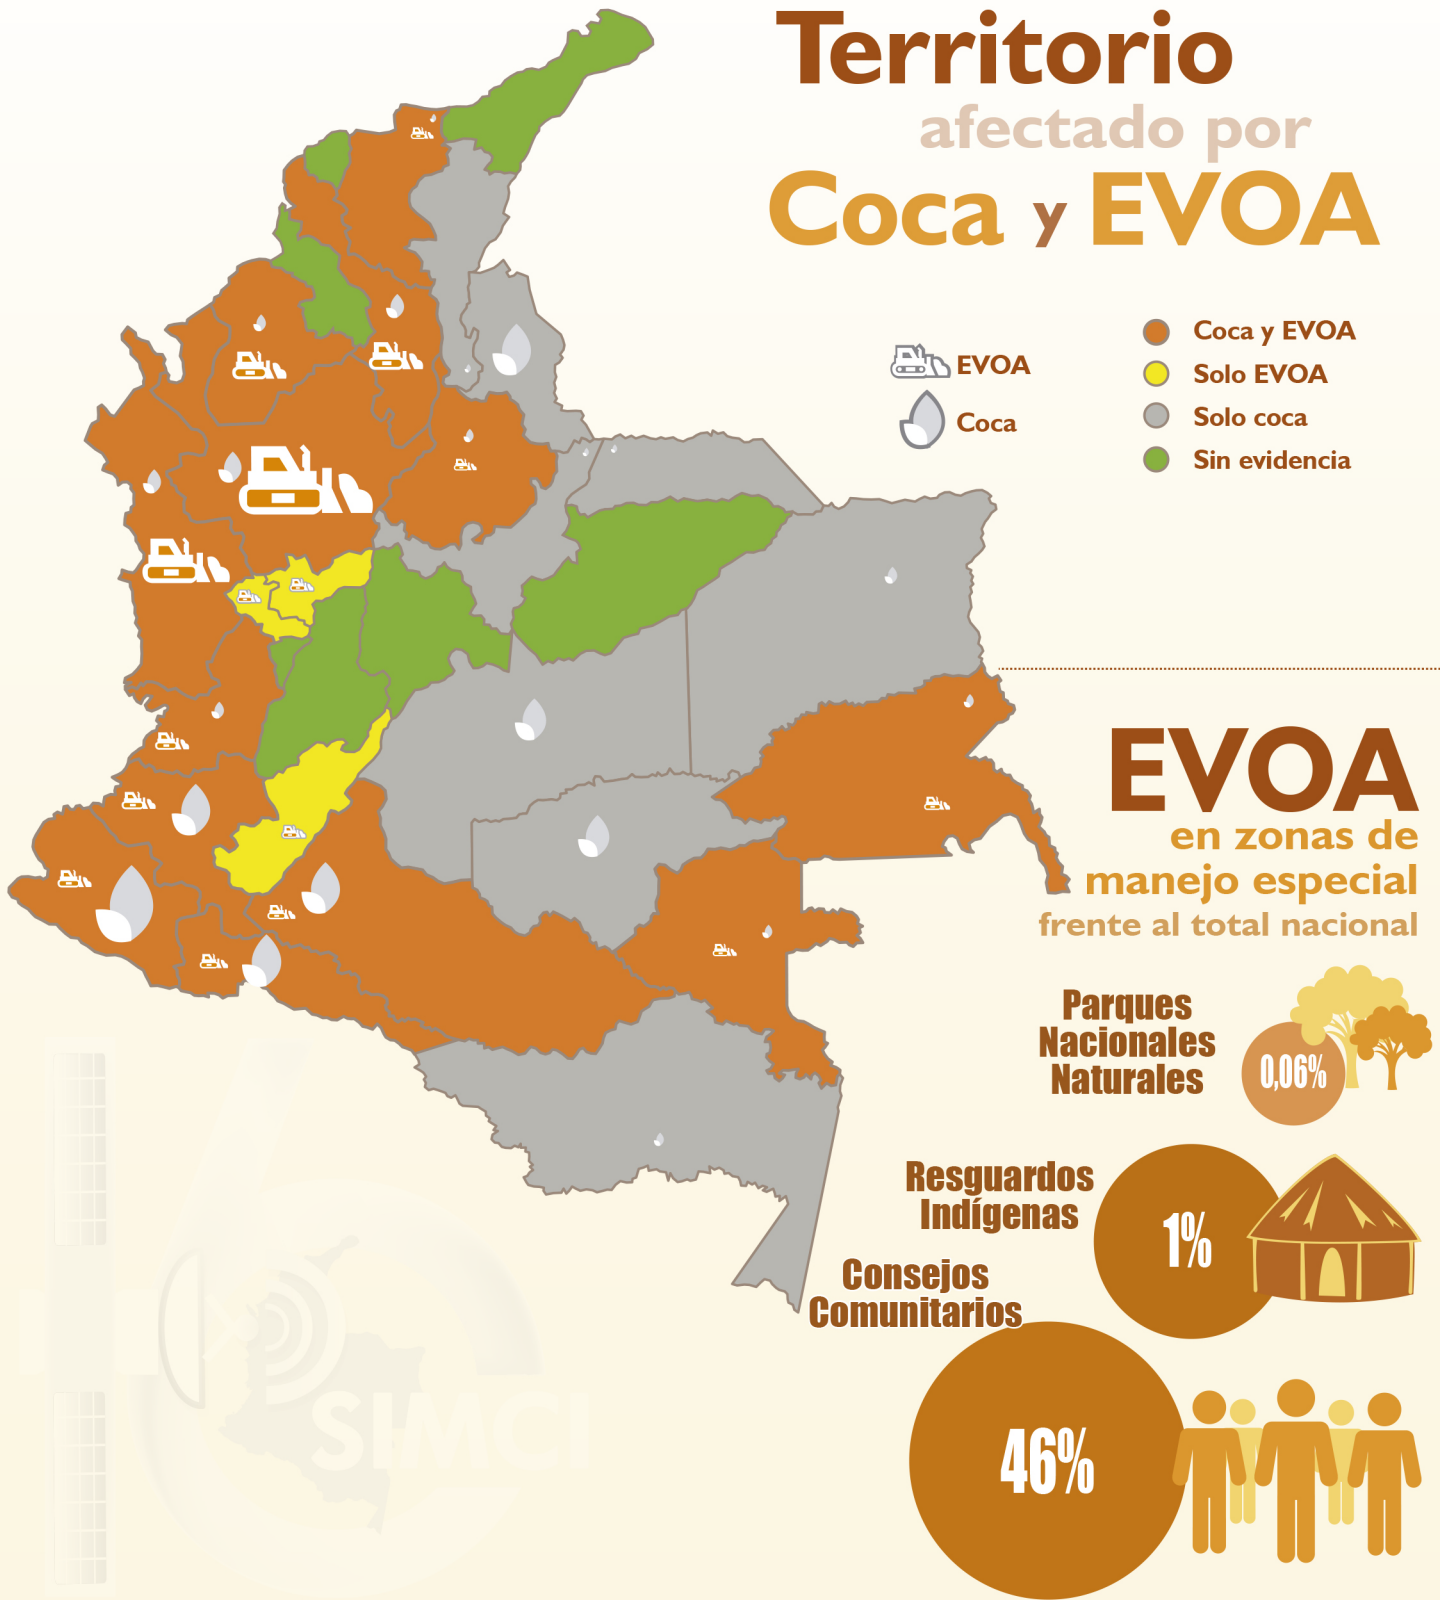 Territorio
afectado por
Coca y EVOA
EVOA
Coca
Coca y EVOA
Solo EVOA
Solo coca
Sin evidencia
EVOA
en zonas de
manejo especial
frente al total nacional
Parques
Nacionales
Naturales
0,06%
Resguardos
Indígenas
1%
Consejos
Comunitarios
46%
SIMCI